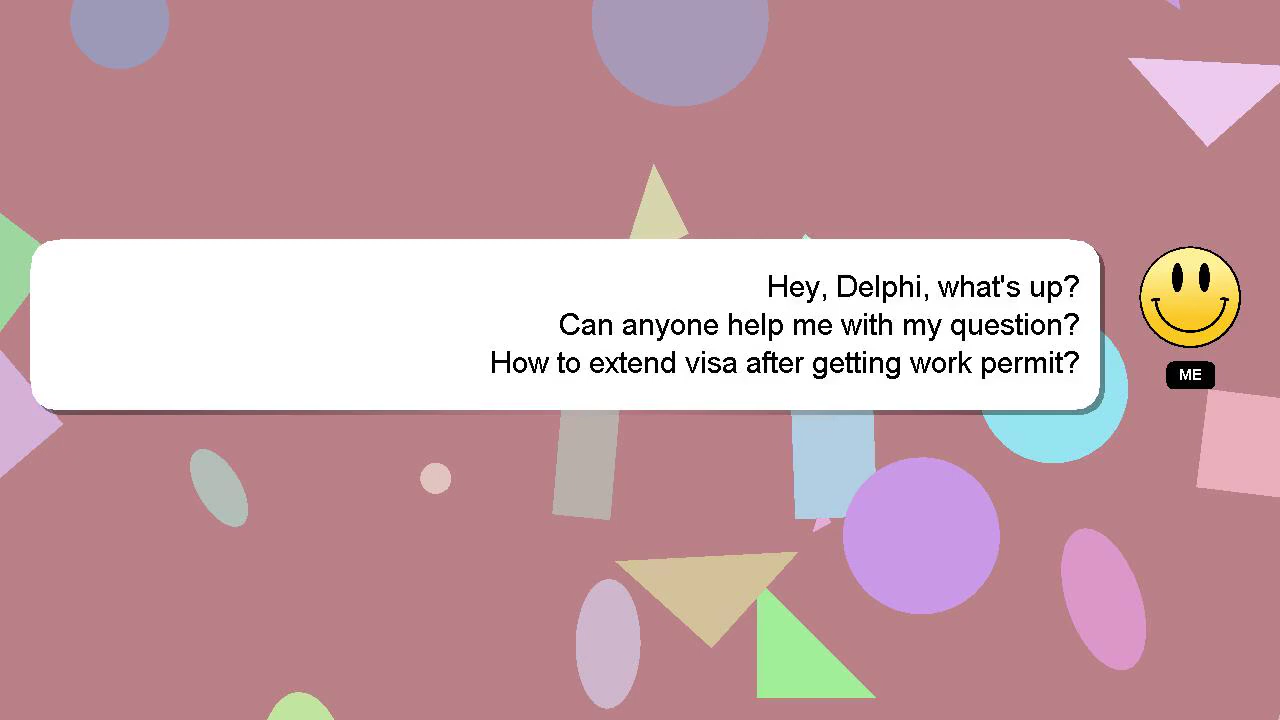 Hey, Delphi, what's up?
Can anyone help me with my question?
How to extend visa after getting work permit?
ME